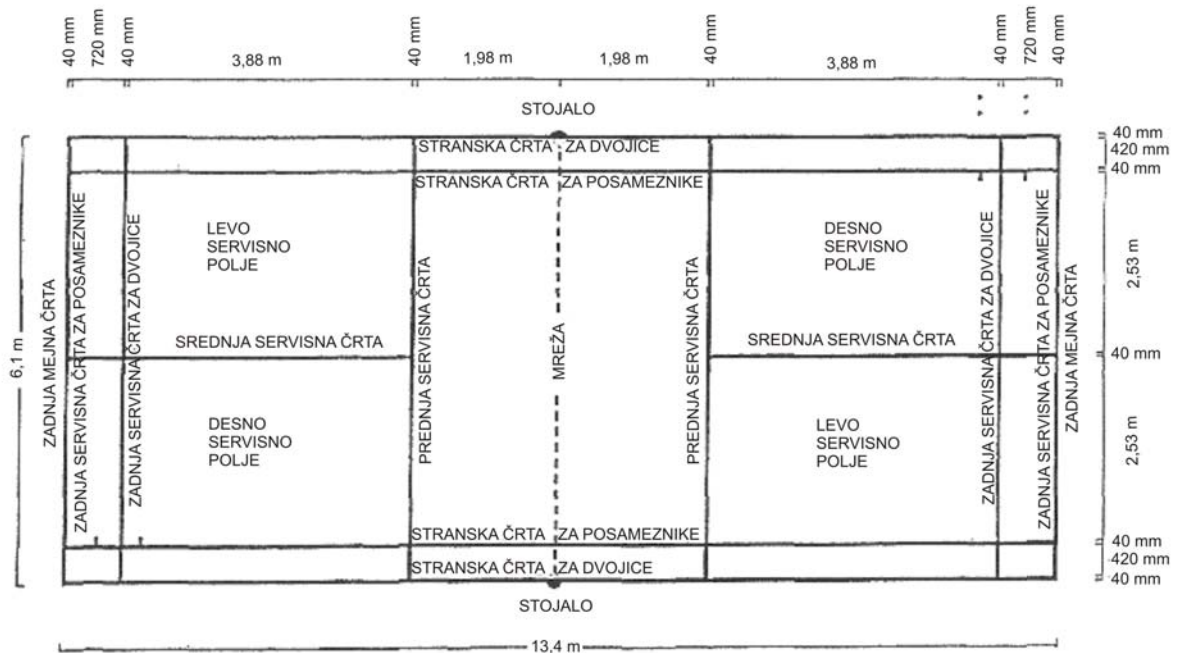 40 mm
720 mm
40 mm
3,88 m
40 mm
1,98 m
1,98 m
40 mm
3,88 m
40 mm
720 mm
40 mm
STOJALO
STRANSKA ČRTA ZA DVOJICE
STRANSKA ČRTA ZA POSAMEZNIKE
40 mm
420 mm
40 mm
6,1 m
ZADNJA MEJNA ČRTA
ZADNJA SERVISNA ČRTA ZA POSAMEZNIKE
ZADNJA SERVISNA ČRTA ZA DVOJICE
LEVO
SERVISNO
POLJE
SREDNJA SERVISNA ČRTA
DESNO
SERVISNO
POLJE
PREDNJA SERVISNA ČRTA
MREŽA
PREDNJA SERVISNA ČRTA
DESNO
SERVISNO
POLJE
SREDNJA SERVISNA ČRTA
LEVO
SERVISNO
POLJE
ZADNJA SERVISNA ČRTA ZA DVOJICE
ZADNJA SERVISNA ČRTA ZA POSAMEZNIKE
ZADNJA MEJNA ČRTA
2,53 m
40 mm
2,53 m
STRANSKA ČRTA ZA POSAMEZNIKE
STRANSKA ČRTA ZA DVOJICE
40 mm
420 mm
40 mm
STOJALO
13,4 m